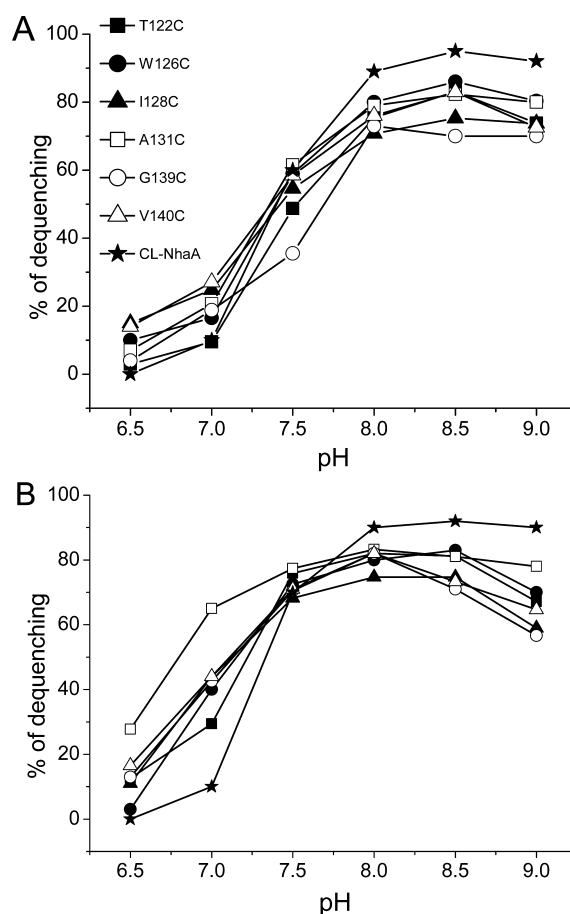 A
% of dequenching
100
80
60
40
20
0
T122C
W126C
I128C
A131C
G139C
V140C
CL-NhaA
6.5 7.0 7.5 8.0 8.5 9.0
pH
B
% of dequenching
100
80
60
40
20
0
6.5 7.0 7.5 8.0 8.5 9.0
pH